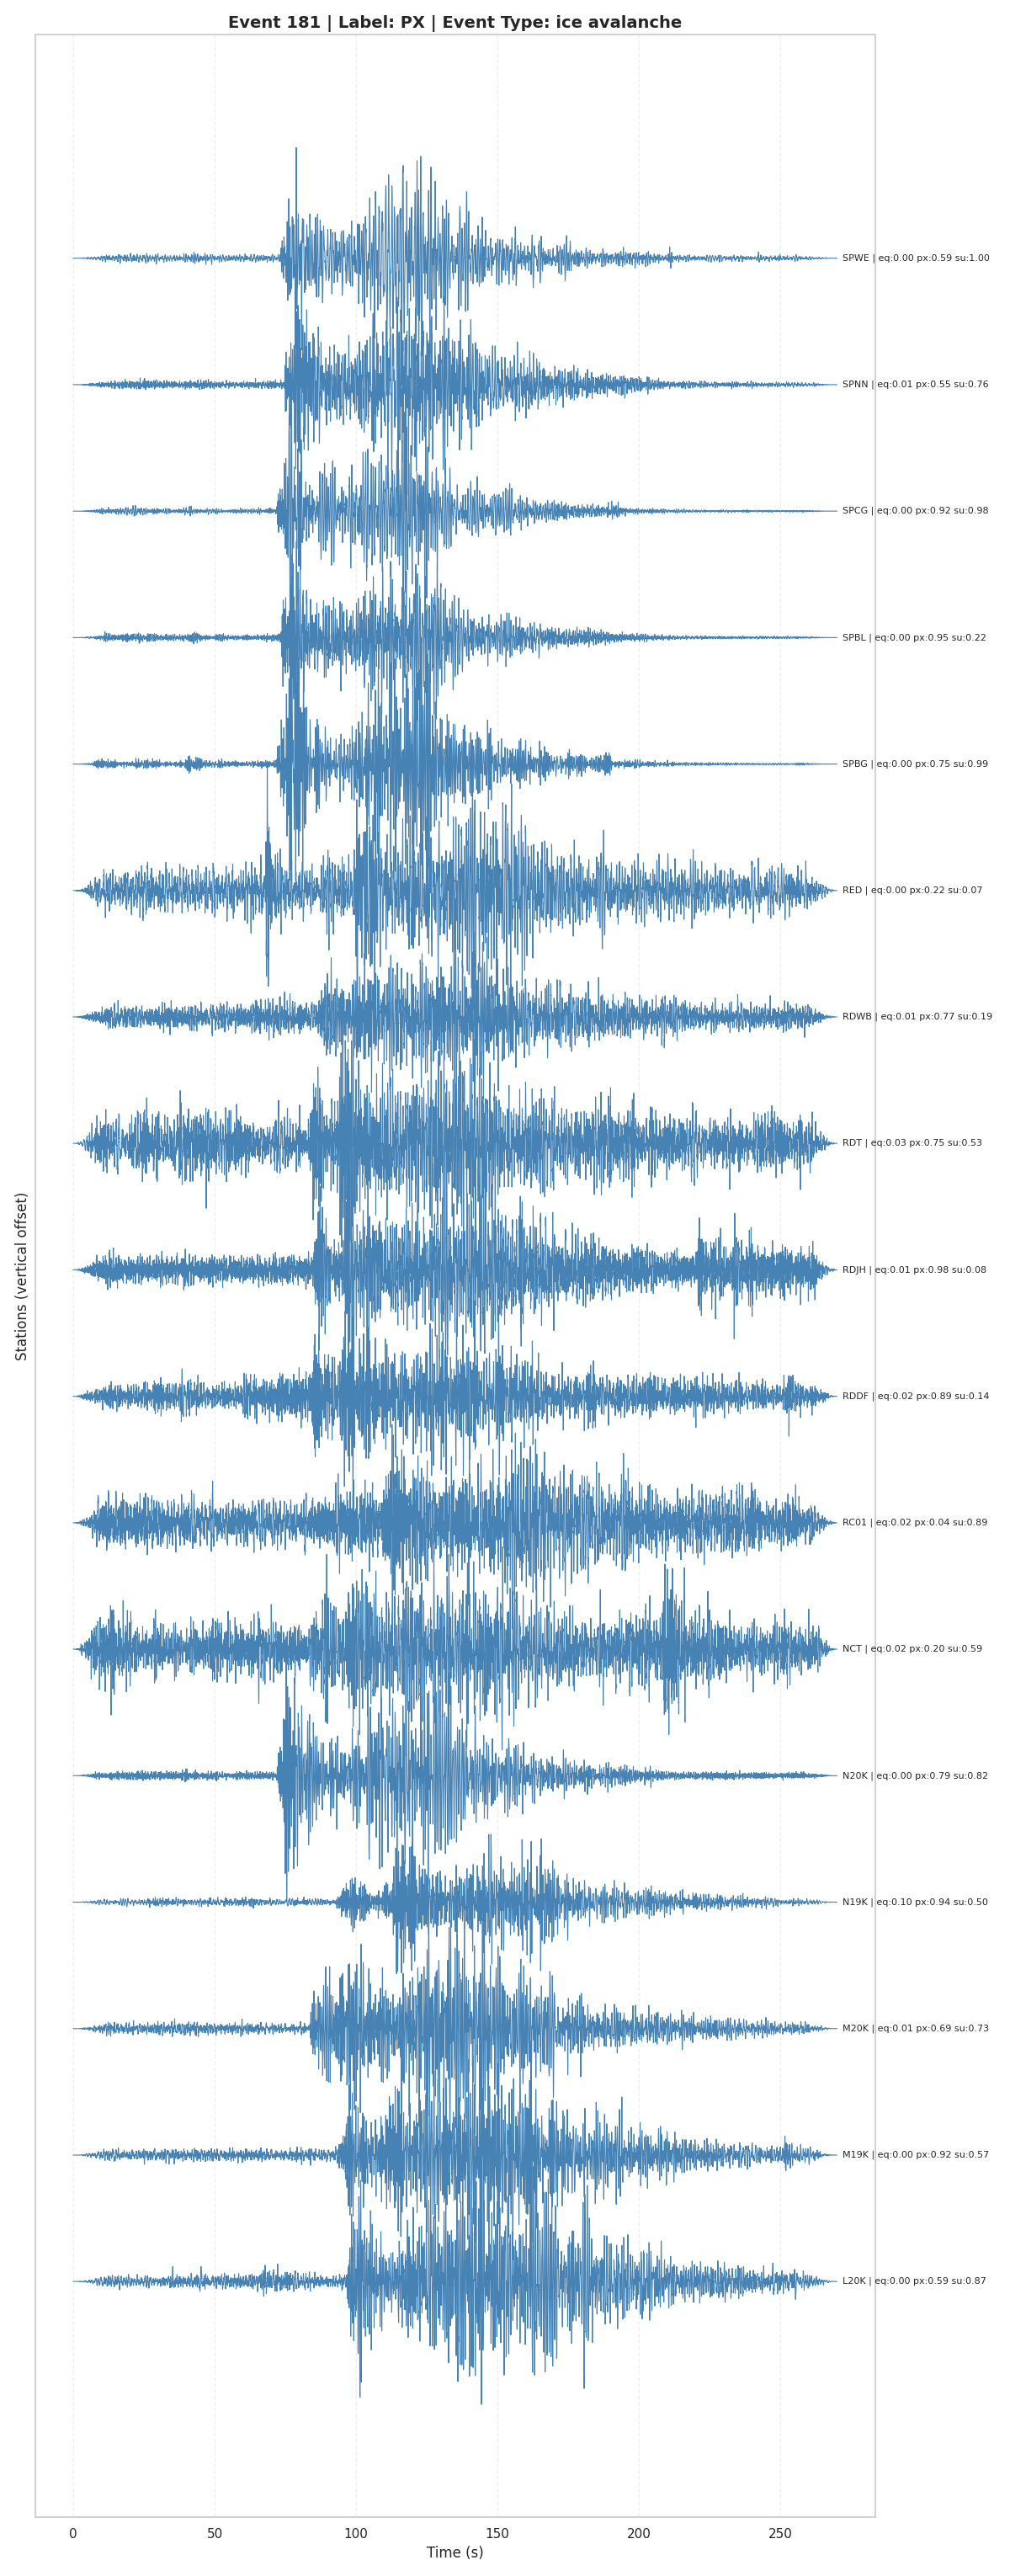 Event 181 | Label: PX | Event Type: ice avalanche
SPWE | eq:0.00 px:0.59 su:1.00
SPNN | eq:0.01 px:0.55 su:0.76
SPCG | eq:0.00 px:0.92 su:0.98
SPBL | eq:0.00 px:0.95 su:0.22
SPBG | eq:0.00 px:0.75 su:0.99
RED | eq:0.00 px:0.22 su:0.07
RDWB | eq:0.01 px:0.77 su:0.19
RDT | eq:0.03 px:0.75 su:0.53
RDJH | eq:0.01 px:0.98 su:0.08
RDDF | eq:0.02 px:0.89 su:0.14
RC01 | eq:0.02 px:0.04 su:0.89
NCT | eq:0.02 px:0.20 su:0.59
N20K | eq:0.00 px:0.79 su:0.82
N19K | eq:0.10 px:0.94 su:0.50
M20K | eq:0.01 px:0.69 su:0.73
M19K | eq:0.00 px:0.92 su:0.57
L20K | eq:0.00 px:0.59 su:0.87
Stations (vertical offset)
0 50 100 150 200 250
Time (s)